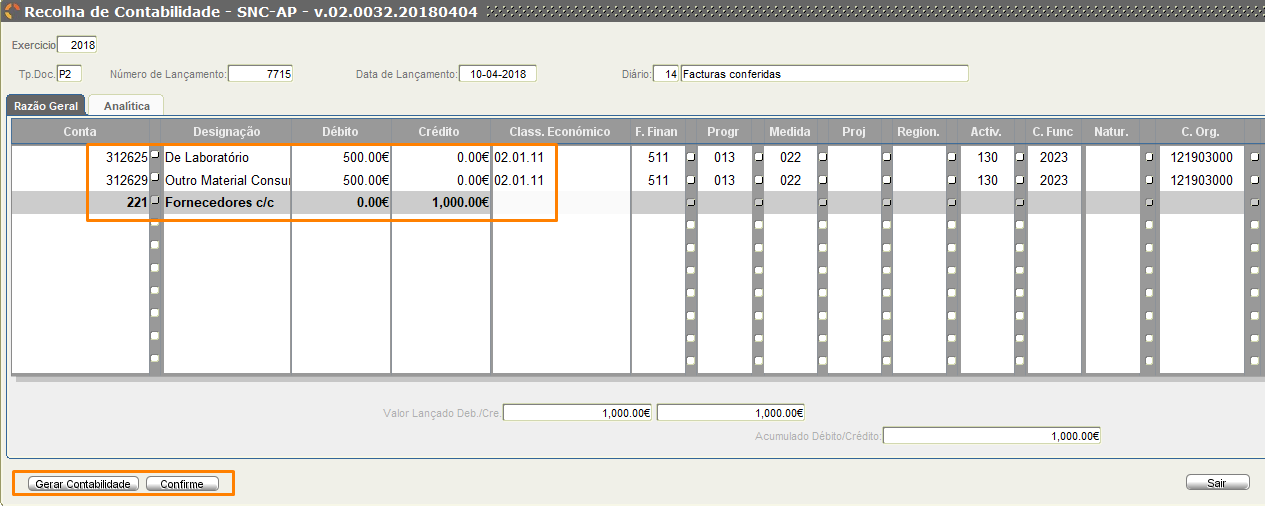 Recolha de Contabilidade - SNC-AP - v.02.0032.20180404
Exercicio 2018
Tp.Doc. P2 Número de Lançamento: 7715 Data de Lançamento: 10-04-2018 Diário: 14 Facturas conferidas
Razão Geral Analítica
Conta Designação Débito Crédito Class. Económico F. Finan Progr Medida Proj Region. Activ. C. Func Natur. C. Org.
312625 De Laboratório 500.00€ 0.00€ 02.01.11 511 013 022 130 2023 121903000
312629 Outro Material Consur 500.00€ 0.00€ 02.01.11 511 013 022 130 2023 121903000
221 Fornecedores c/c 0.00€ 1,000.00€
Valor Lançado Deb./Cre. 1,000.00€ 1,000.00€
Acumulado Débito/Crédito: 1,000.00€
Gerar Contabilidade Confirme Sair